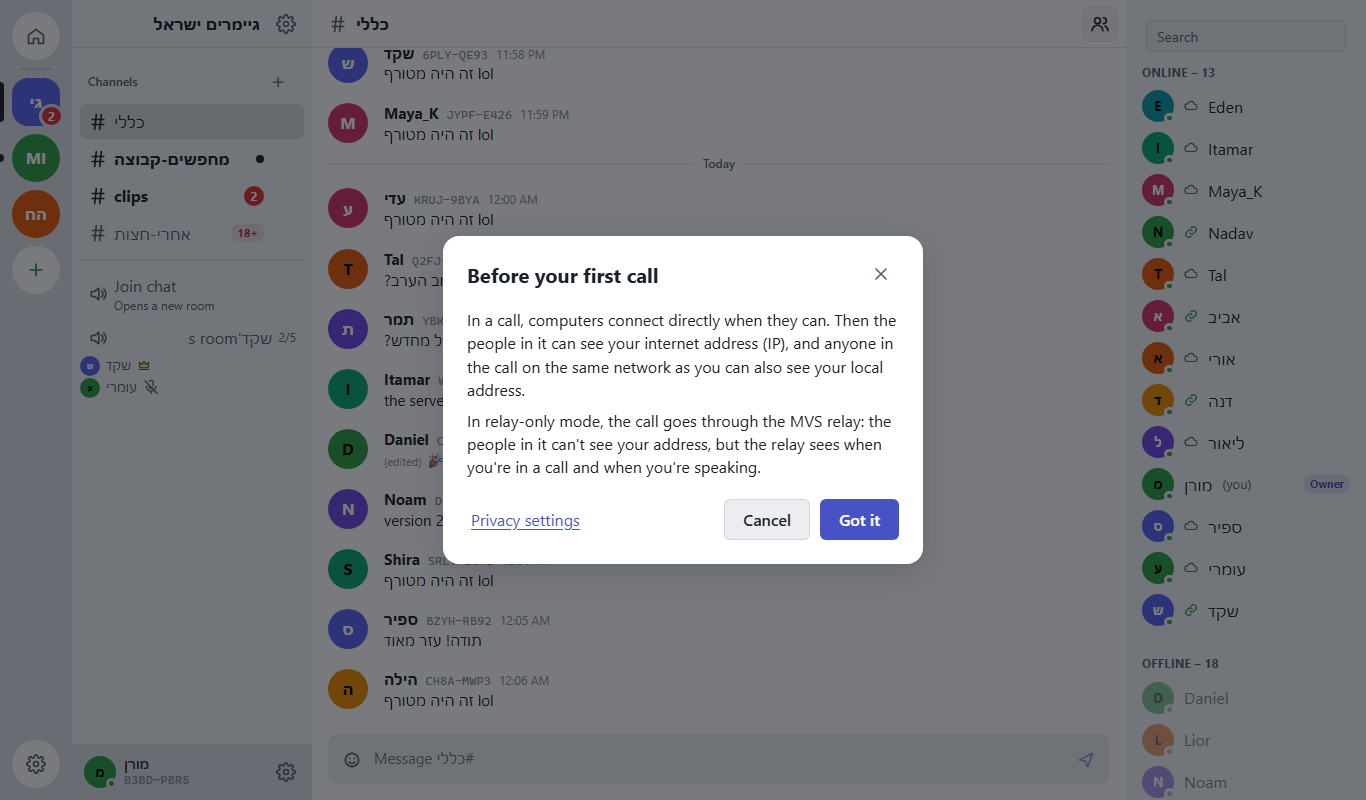 גיימרים ישראל
גי
2
MI
הח
Channels
כללי
מחפשים-קבוצה
clips
2
אחרי-חצות
18+
Join chat
Opens a new room
שקד's room
2/5
ש
שקד
ע
עומרי
מ
מורן
B3BD-PBR5
# כללי
ש
שקד 6PLY-QE93 11:58 PM
זה היה מטורף lol
M
Maya_K JYPF-E426 11:59 PM
זה היה מטורף lol
Today
ע
עדי KRUJ-9BYA 12:00 AM
זה היה מטורף lol
T
Tal
ת
תמר
I
Itamar
the serve
D
Daniel
(edited)
N
Noam
version 2
S
Shira
זה היה מטורף lol
ס
ספיר BZYH-RB92 12:05 AM
תודה! עזר מאוד
ה
הילה CH8A-MWP3 12:06 AM
זה היה מטורף lol
Message #כללי
Before your first call
In a call, computers connect directly when they can. Then the
people in it can see your internet address (IP), and anyone in
the call on the same network as you can also see your local
address.
In relay-only mode, the call goes through the MVS relay: the
people in it can't see your address, but the relay sees when
you're in a call and when you're speaking.
Privacy settings
Cancel
Got it
Search
ONLINE – 13
E
Eden
I
Itamar
M
Maya_K
N
Nadav
T
Tal
א
אביב
א
אורי
ד
דנה
ל
ליאור
מ
מורן (you) Owner
ס
ספיר
ע
עומרי
ש
שקד
OFFLINE – 18
D
Daniel
L
Lior
N
Noam